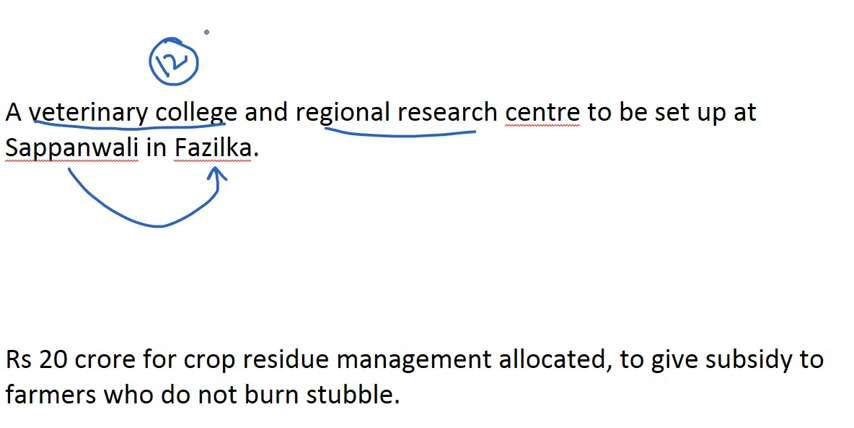 12
A veterinary college and regional research centre to be set up at
Sappanwali in Fazilka.
Rs 20 crore for crop residue management allocated, to give subsidy to
farmers who do not burn stubble.